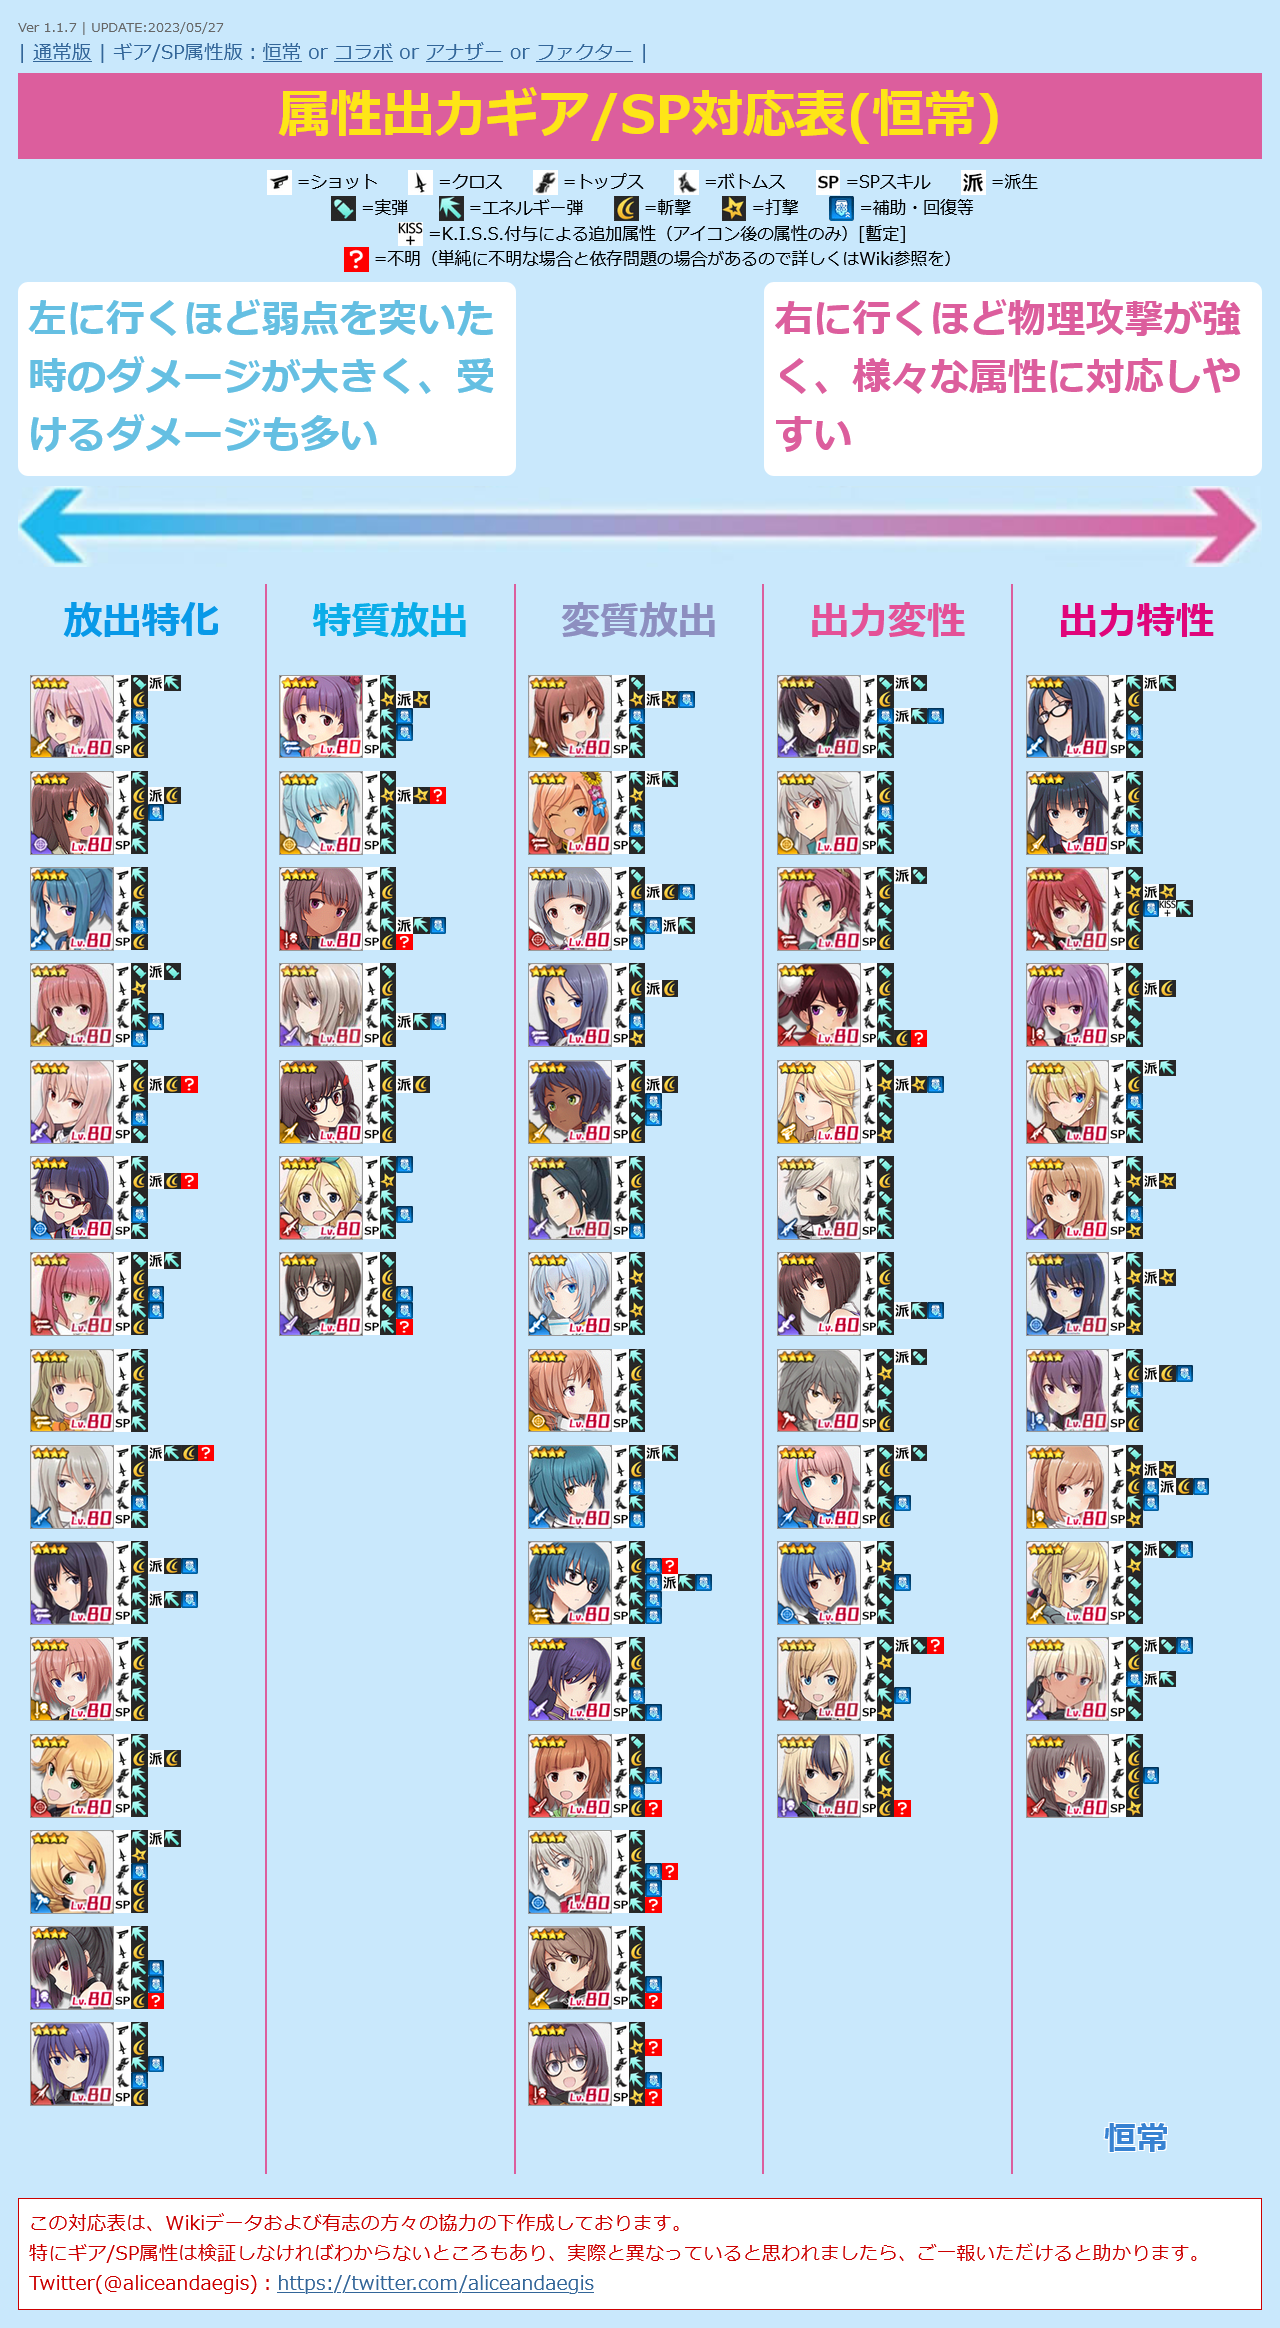 Ver 1.1.7 | UPDATE:2023/05/27
| 通常版 | ギア/SP属性版：恒常 or コラボ or アナザー or ファクター |
属性出力ギア/SP対応表(恒常)
=ショット =クロス =トップス =ボトムス SP =SPスキル 派 =派生
=実弾 =エネルギー弾 =斬撃 =打撃 =補助・回復等
KISS + =K.I.S.S.付与による追加属性（アイコン後の属性のみ）[暫定]
? =不明（単純に不明な場合と依存問題の場合があるので詳しくはWiki参照を）
左に行くほど弱点を突いた
時のダメージが大きく、受
けるダメージも多い
右に行くほど物理攻撃が強
く、様々な属性に対応しや
すい
放出特化 特質放出 変質放出 出力変性 出力特性
恒常
この対応表は、Wikiデータおよび有志の方々の協力の下作成しております。
特にギア/SP属性は検証しなければわからないところもあり、実際と異なっていると思われましたら、ご一報いただけると助かります。
Twitter(@aliceandaegis)：https://twitter.com/aliceandaegis